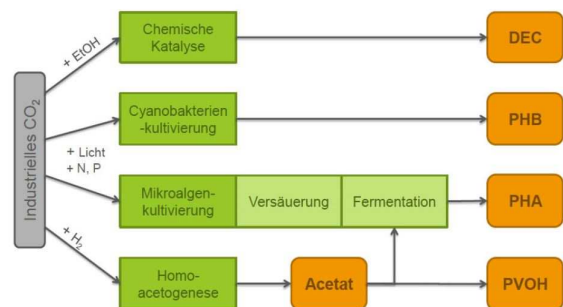 Industrielles CO₂
+ EtOH
Chemische
Katalyse
DEC
Cyanobakterien
-kultivierung
PHB
+ Licht
+ N, P
Mikroalgen-
kultivierung
Versäuerung
Fermentation
PHA
+ H₂
Homo-
acetogenese
Acetat
PVOH